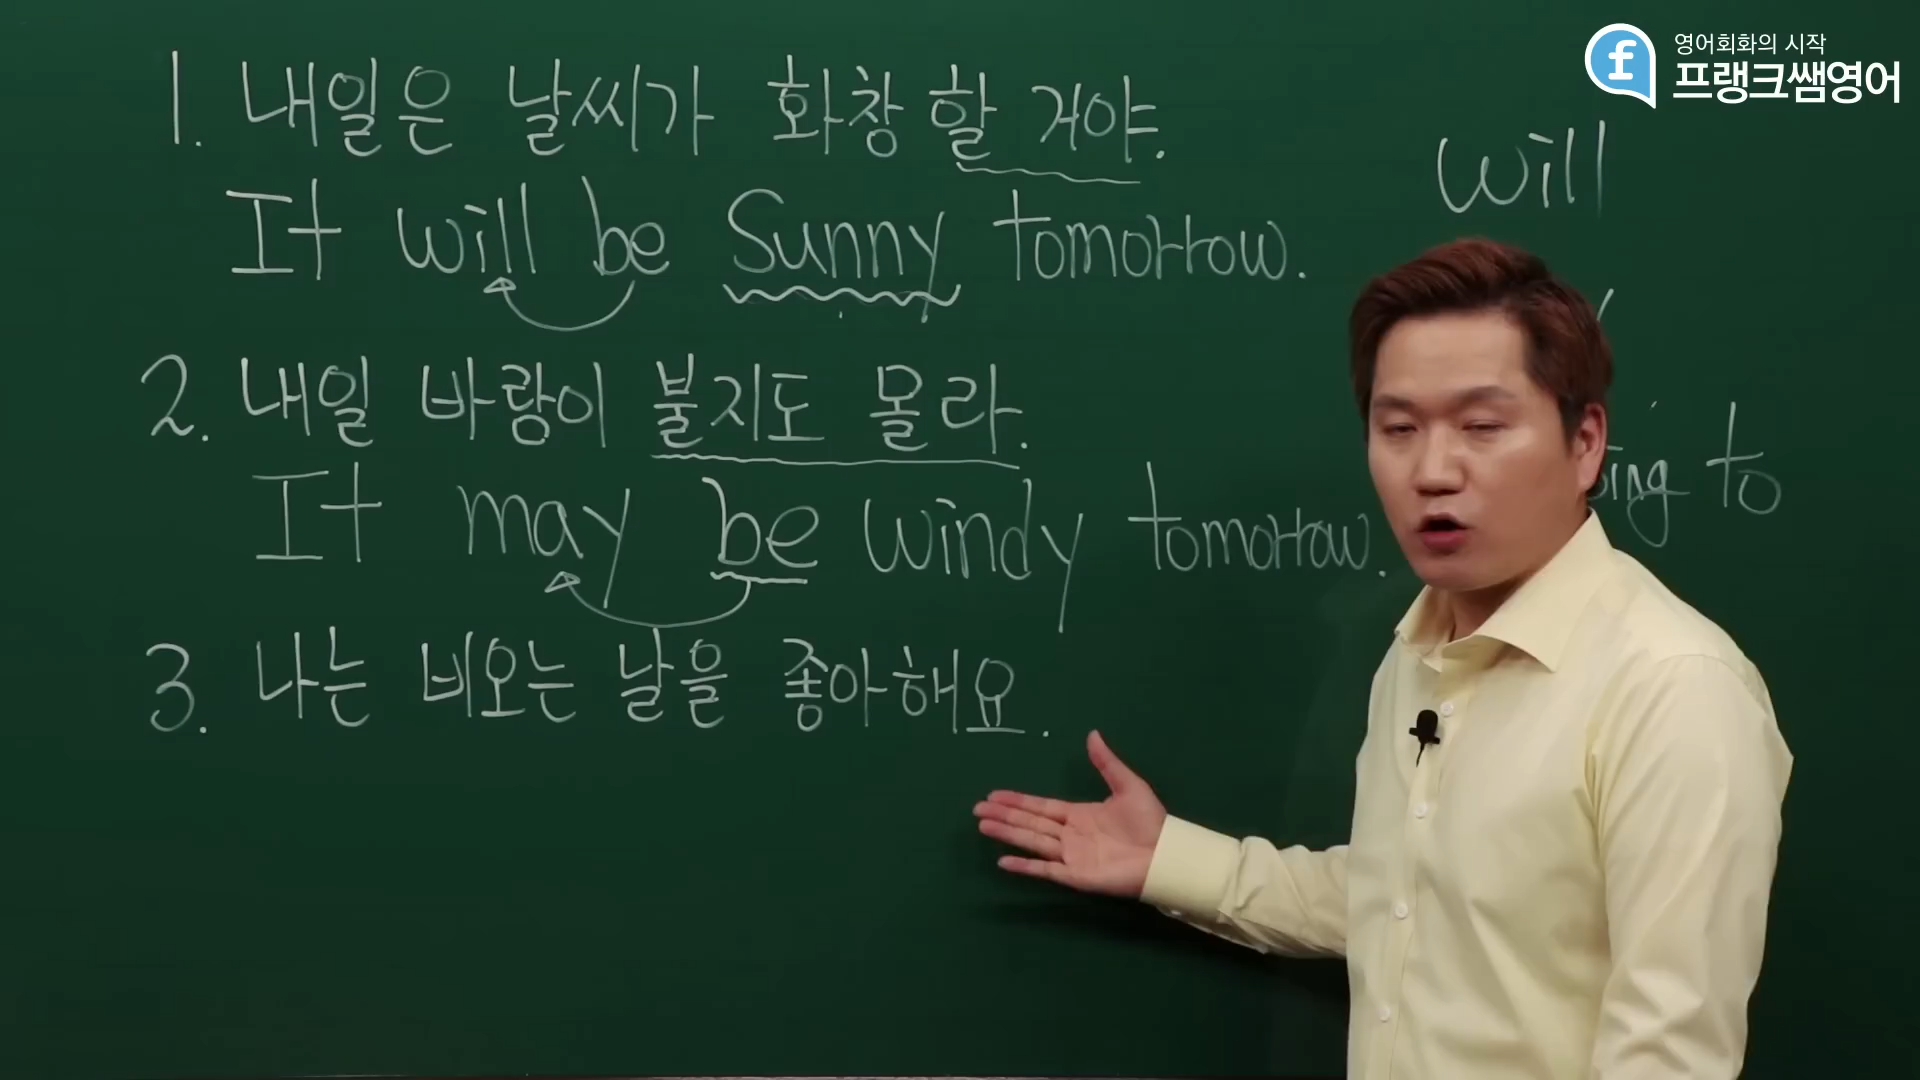 영어회화의 시작
프랭크쌤영어
1. 내일은 날씨가 화창할 거야.
It will be Sunny tomorrow.
2. 내일 바람이 불지도 몰라.
It may be windy tomorrow.
3. 나는 비오는 날을 좋아해요.
will
to